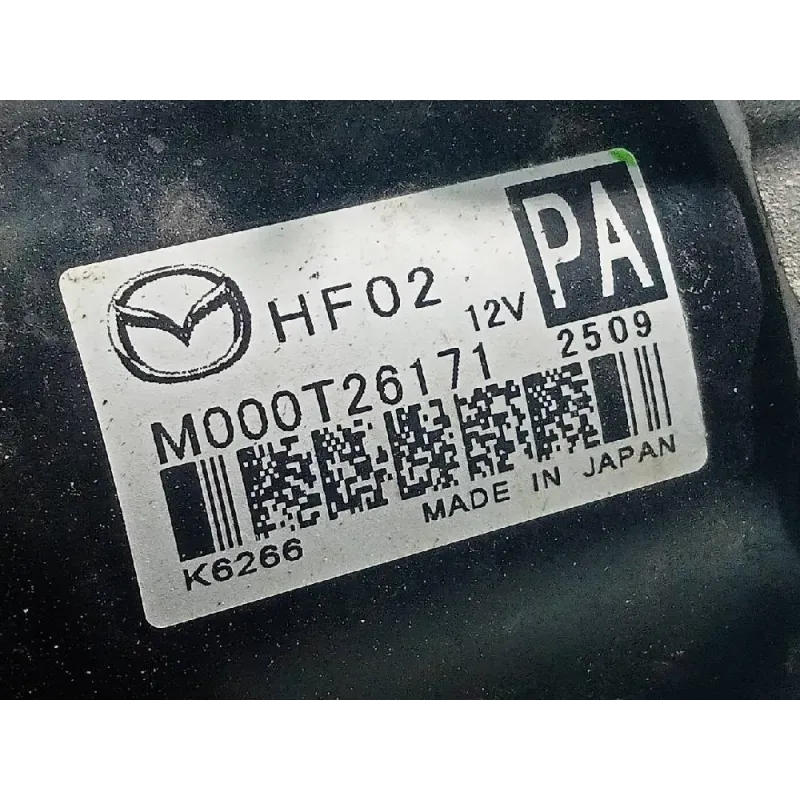 PA
HF02 12V
M000T26171 2509
K6266 MADE IN JAPAN